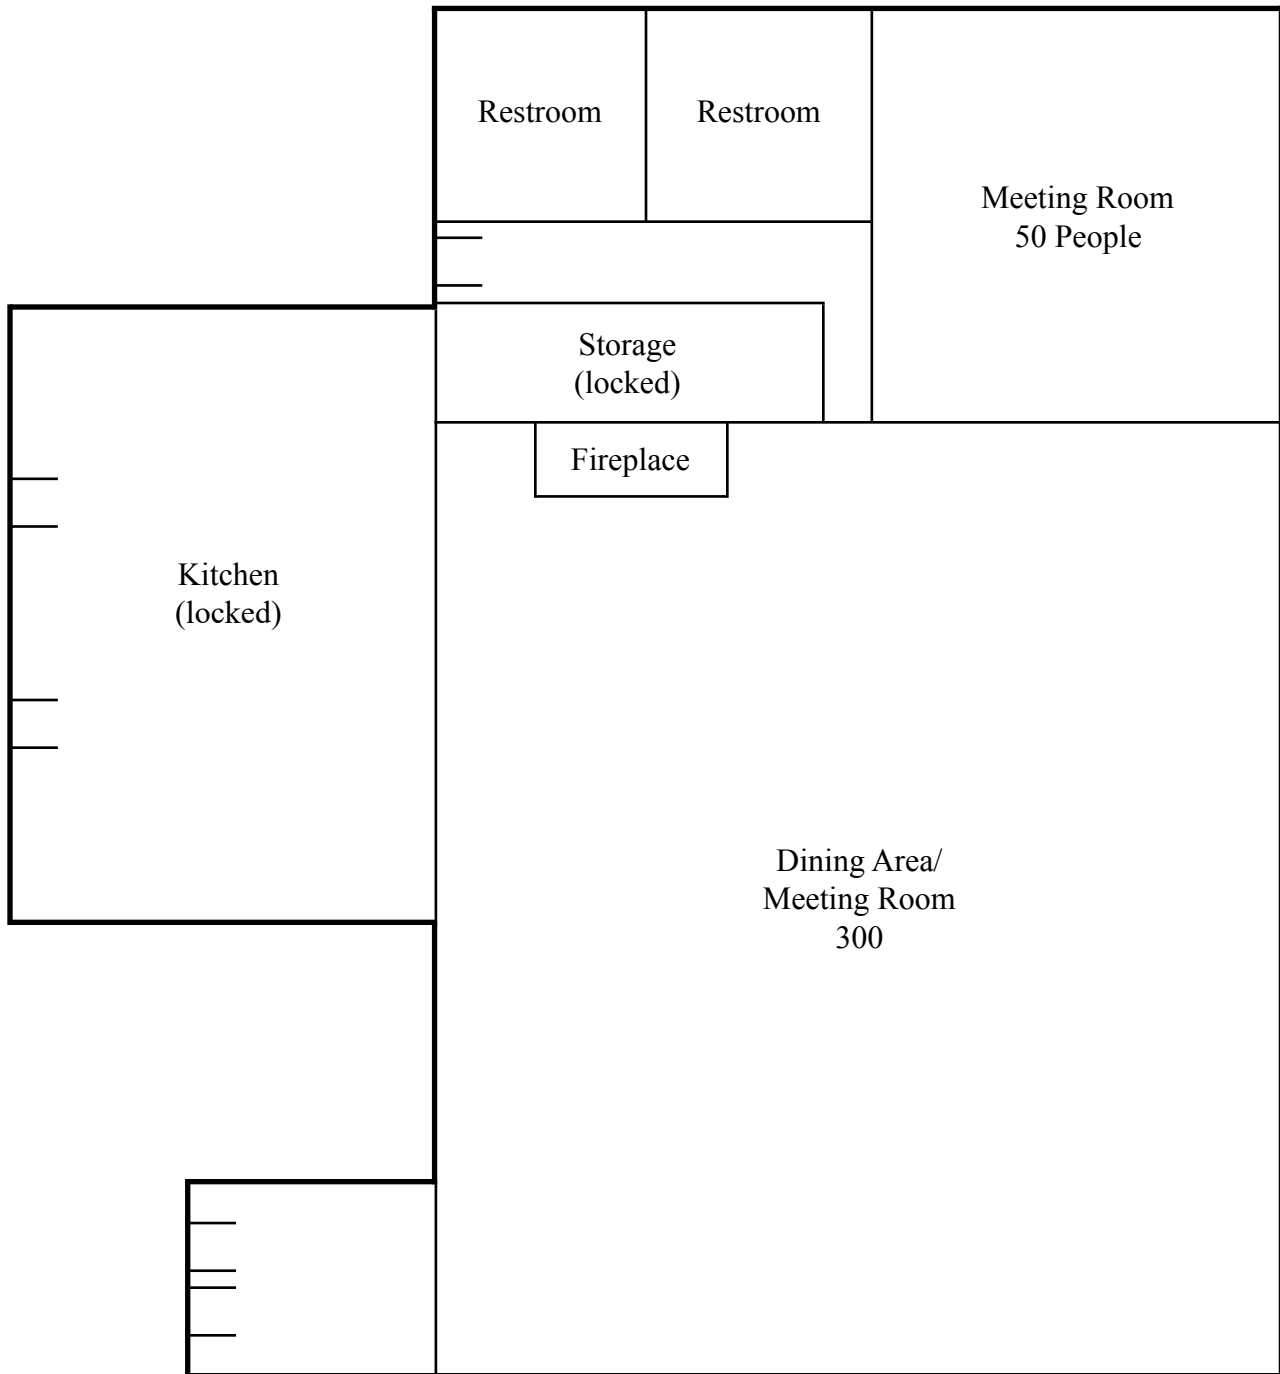 Restroom
Restroom
Meeting Room
50 People
Storage
(locked)
Fireplace
Kitchen
(locked)
Dining Area/
Meeting Room
300